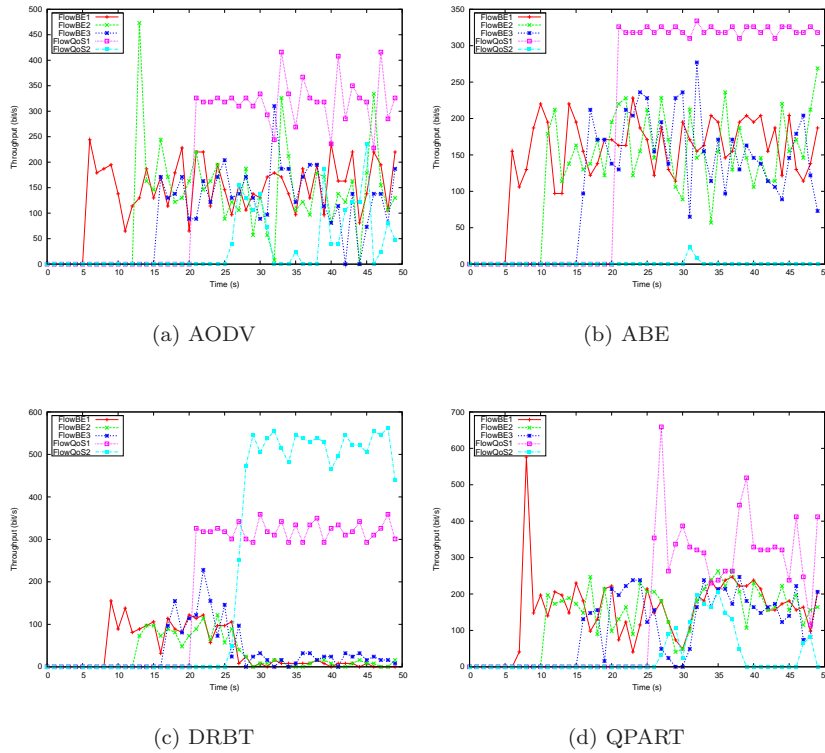 500
450
400
350
300
250
200
150
100
50
0
0 5 10 15 20 25 30 35 40 45 50
Throughput (bit/s)
Time (s)
FlowBE1
FlowBE2
FlowBE3
FlowQoS1
FlowQoS2
(a) AODV
350
300
250
200
150
100
50
0
0 5 10 15 20 25 30 35 40 45 50
Throughput (bit/s)
Time (s)
FlowBE1
FlowBE2
FlowBE3
FlowQoS1
FlowQoS2
(b) ABE
600
500
400
300
200
100
0
0 5 10 15 20 25 30 35 40 45 50
Throughput (bit/s)
Time (s)
FlowBE1
FlowBE2
FlowBE3
FlowQoS1
FlowQoS2
(c) DRBT
700
600
500
400
300
200
100
0
0 5 10 15 20 25 30 35 40 45 50
Throughput (bit/s)
Time (s)
FlowBE1
FlowBE2
FlowBE3
FlowQoS1
FlowQoS2
(d) QPART